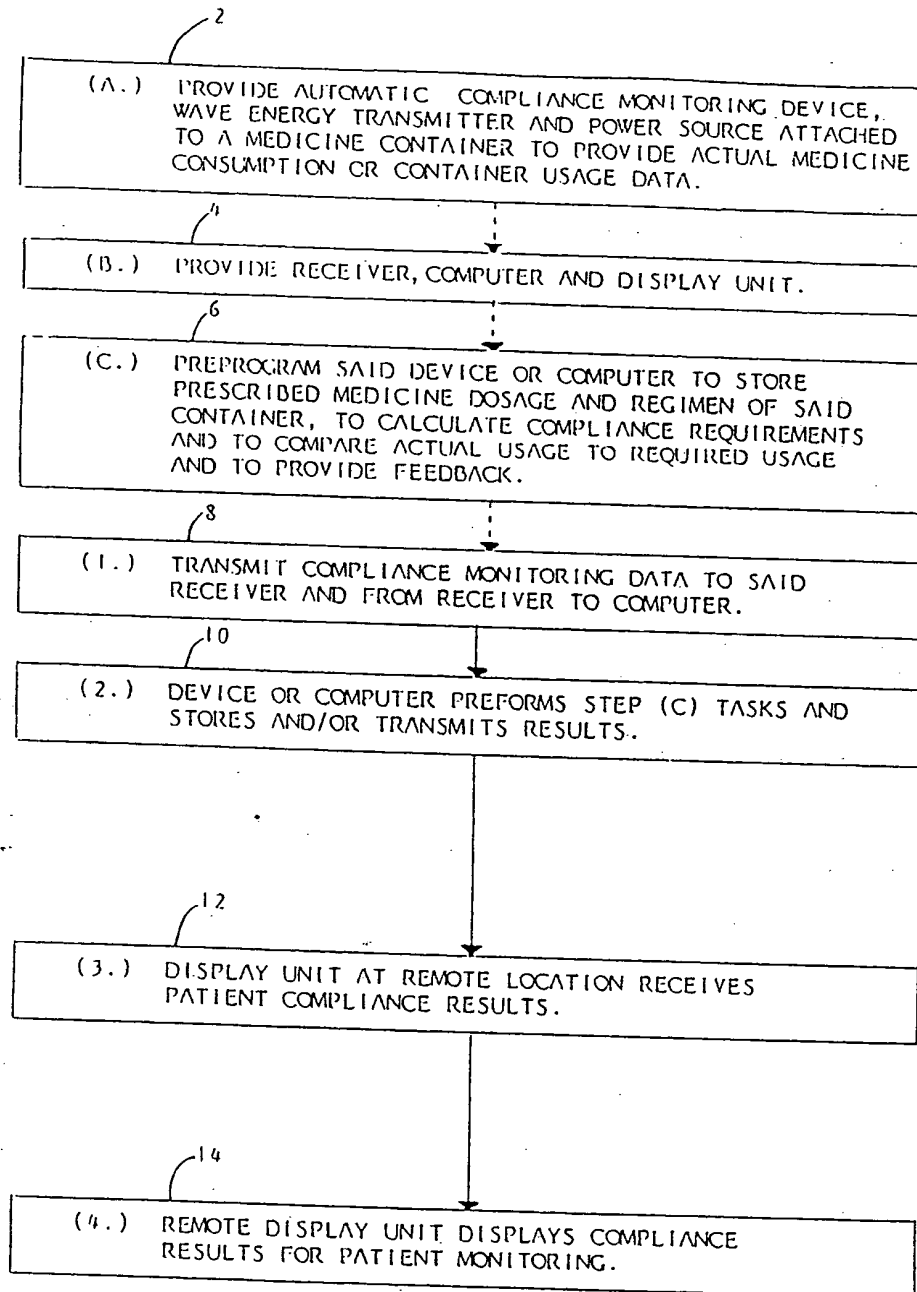 2
(A.) PROVIDE AUTOMATIC COMPLIANCE MONITORING DEVICE,
WAVE ENERGY TRANSMITTER AND POWER SOURCE ATTACHED
TO A MEDICINE CONTAINER TO PROVIDE ACTUAL MEDICINE
CONSUMPTION OR CONTAINER USAGE DATA.
4
(B.) PROVIDE RECEIVER, COMPUTER AND DISPLAY UNIT.
6
(C.) PREPROGRAM SAID DEVICE OR COMPUTER TO STORE
PRESCRIBED MEDICINE DOSAGE AND REGIMEN OF SAID
CONTAINER, TO CALCULATE COMPLIANCE REQUIREMENTS
AND TO COMPARE ACTUAL USAGE TO REQUIRED USAGE
AND TO PROVIDE FEEDBACK.
8
(1.) TRANSMIT COMPLIANCE MONITORING DATA TO SAID
RECEIVER AND FROM RECEIVER TO COMPUTER.
10
(2.) DEVICE OR COMPUTER PREFORMS STEP (C) TASKS AND
STORES AND/OR TRANSMITS RESULTS.
12
(3.) DISPLAY UNIT AT REMOTE LOCATION RECEIVES
PATIENT COMPLIANCE RESULTS.
14
(4.) REMOTE DISPLAY UNIT DISPLAYS COMPLIANCE
RESULTS FOR PATIENT MONITORING.